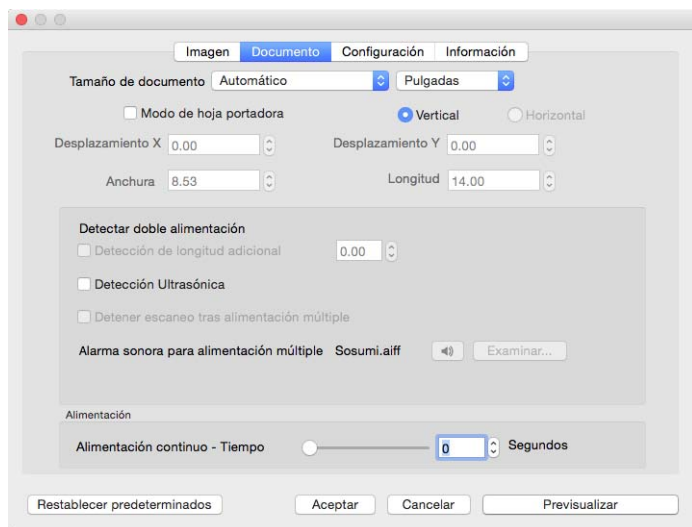 Imagen Documento Configuración Información
Tamaño de documento Automático Pulgadas
Modo de hoja portadora Vertical Horizontal
Desplazamiento X 0.00 Desplazamiento Y 0.00
Anchura 8.53 Longitud 14.00
Detectar doble alimentación
Detección de longitud adicional 0.00
Detección Ultrasónica
Detener escaneo tras alimentación múltiple
Alarma sonora para alimentación múltiple Sosumi.aiff Examinar...
Alimentación
Alimentación continuo - Tiempo 0 Segundos
Restablecer predeterminados Aceptar Cancelar Previsualizar